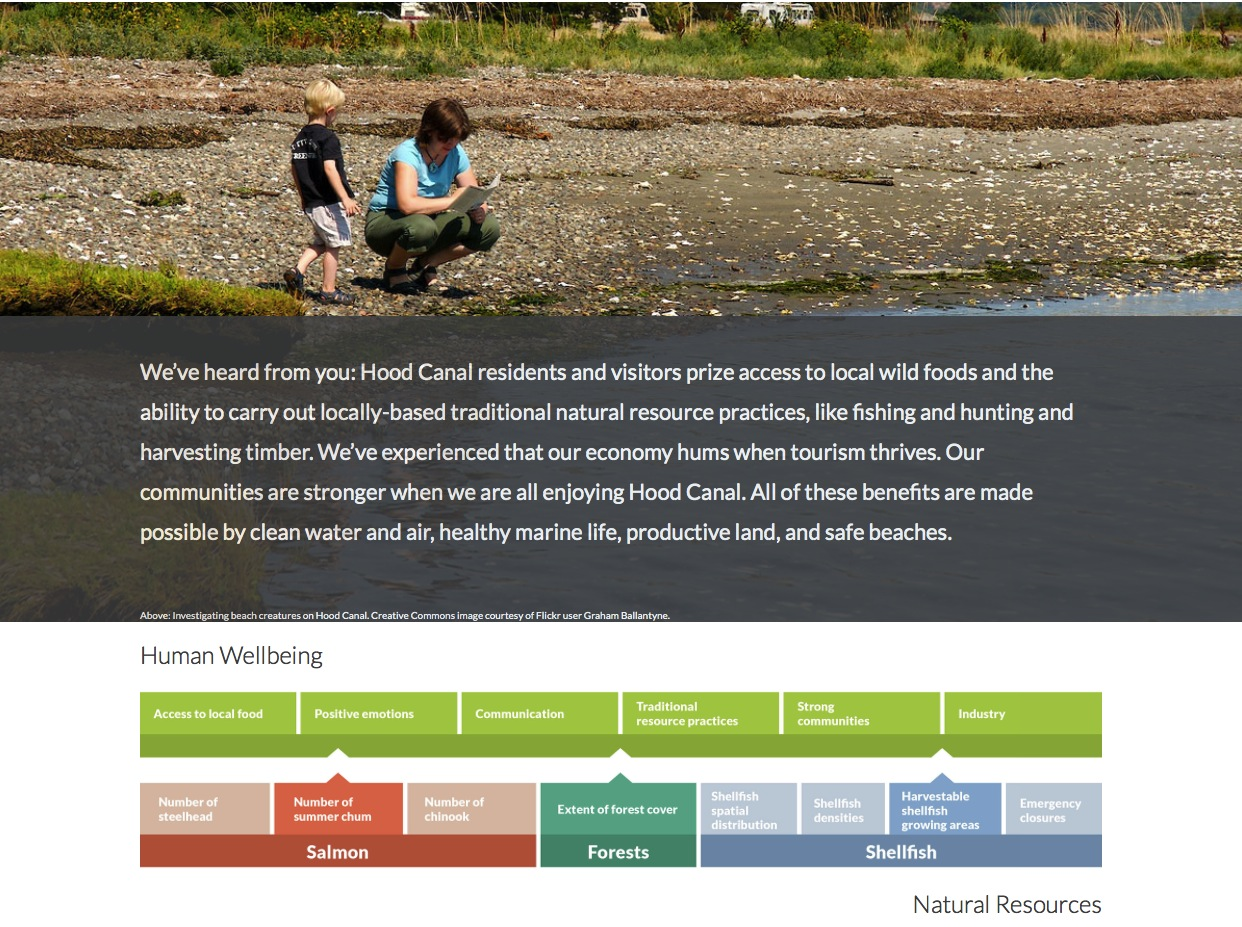 We've heard from you: Hood Canal residents and visitors prize access to local wild foods and the
ability to carry out locally-based traditional natural resource practices, like fishing and hunting and
harvesting timber. We've experienced that our economy hums when tourism thrives. Our
communities are stronger when we are all enjoying Hood Canal. All of these benefits are made
possible by clean water and air, healthy marine life, productive land, and safe beaches.
Above: Investigating beach creatures on Hood Canal. Creative Commons image courtesy of Flickr user Graham Ballantyne.
Human Wellbeing
Access to local food
Positive emotions
Communication
Traditional
resource practices
Strong
communities
Industry
Number of
steelhead
Number of
summer chum
Number of
chinook
Extent of forest cover
Shellfish
spatial
distribution
Shellfish
densities
Harvestable
shellfish
growing areas
Emergency
closures
Salmon
Forests
Shellfish
Natural Resources